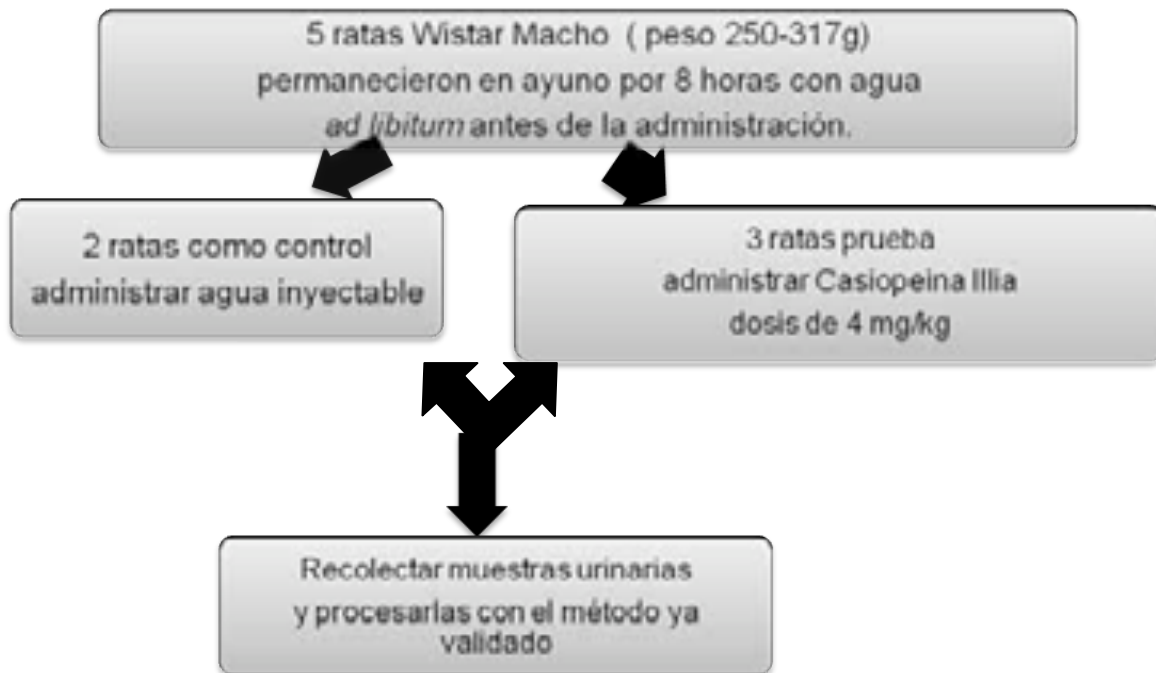 5 ratas Wistar Macho ( peso 250-317g)
permanecieron en ayuno por 8 horas con agua
ad libitum antes de la administración.
2 ratas como control
administrar agua inyectable
3 ratas prueba
administrar Casiopeina IIIia
dosis de 4 mg/kg
Recolectar muestras urinarias
y procesarlas con el método ya
validado